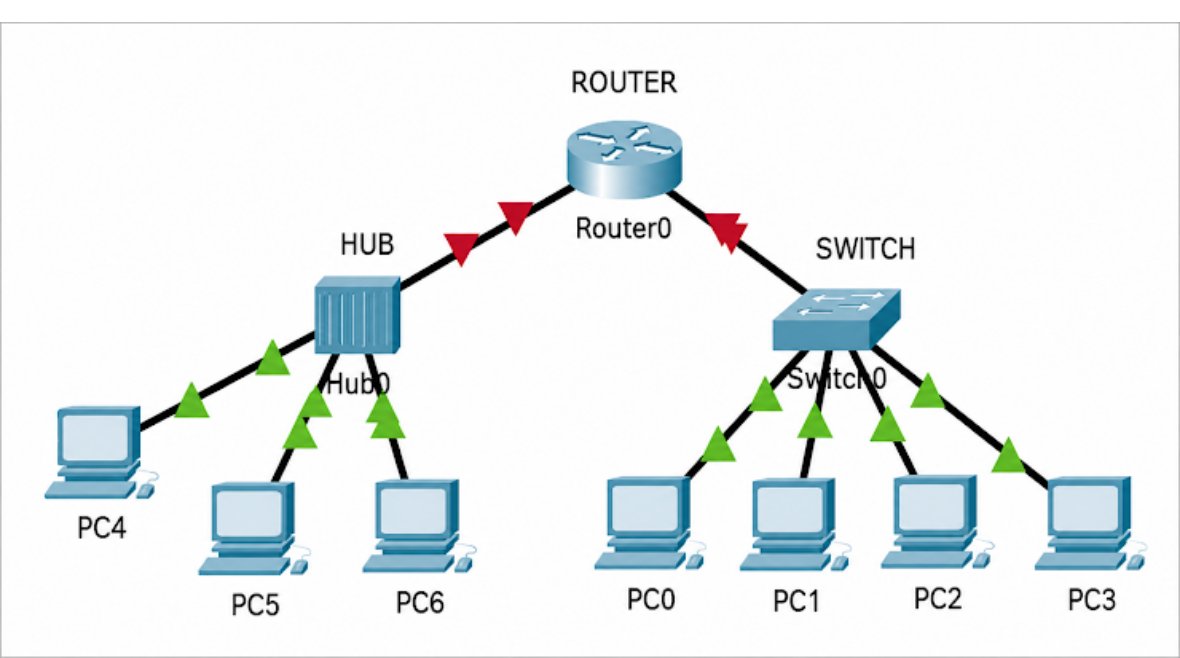 ROUTER
Router0
HUB
SWITCH
Hub0
Switch0
PC4
PC5
PC6
PC0
PC1
PC2
PC3